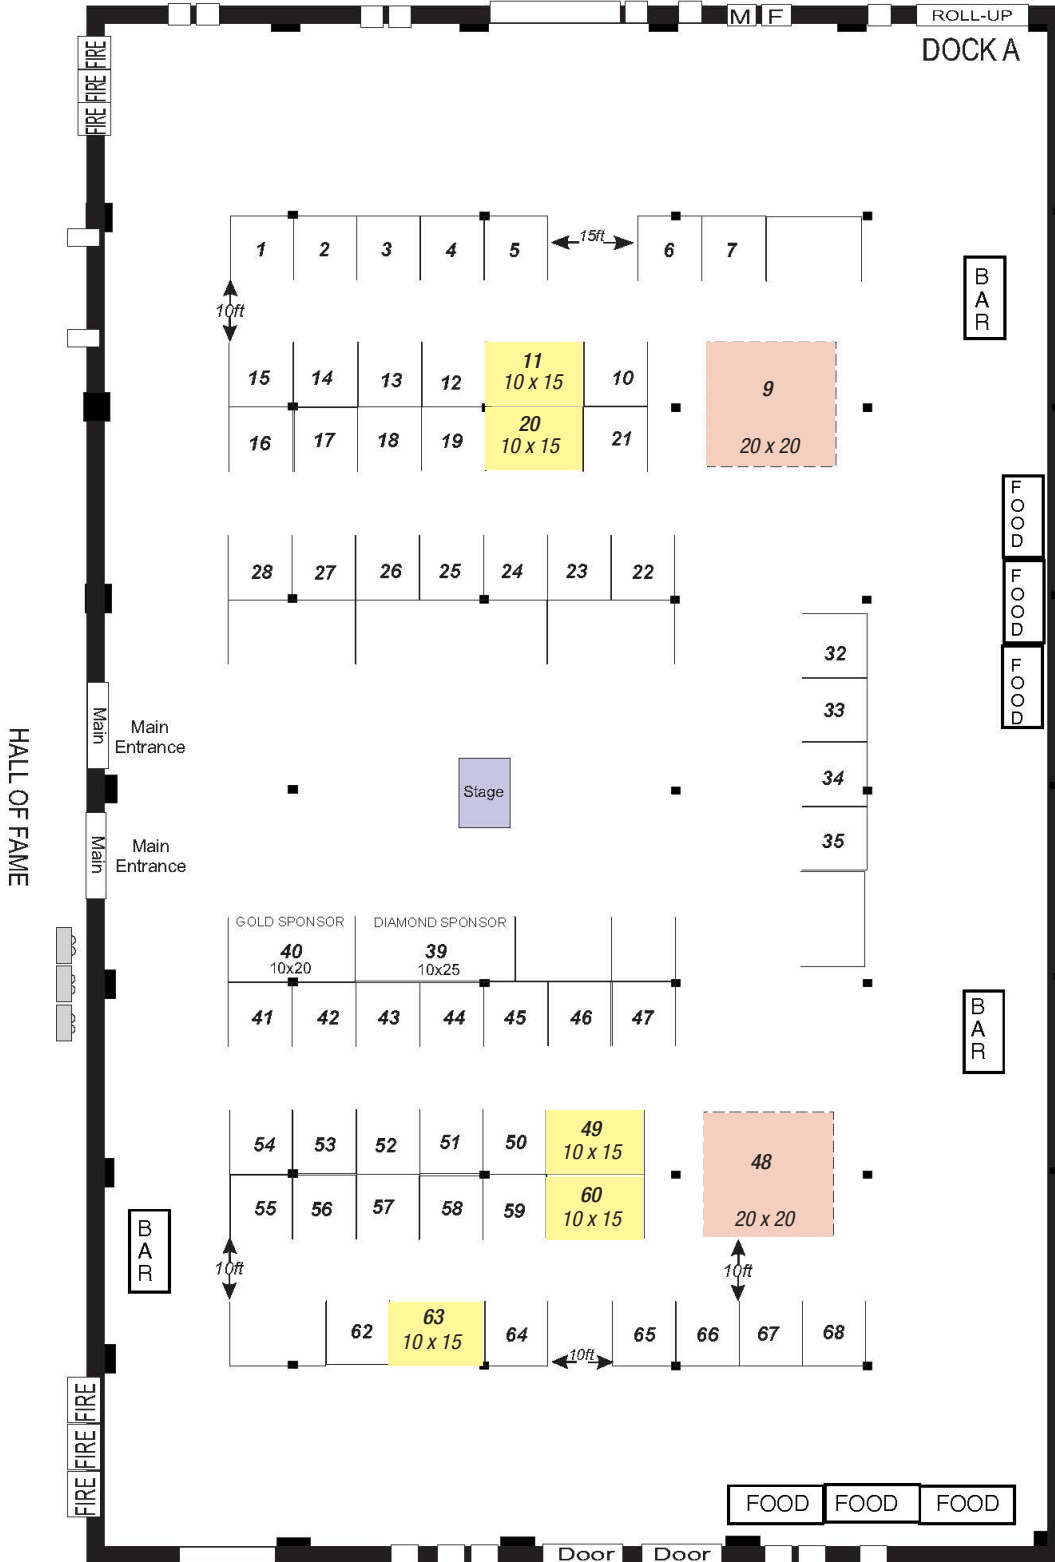 M F
ROLL-UP
DOCK A
FIRE
FIRE
FIRE
1 2 3 4 5
15ft
6 7
BAR
10ft
15 14 13 12
11
10 x 15
10
9
20 x 20
16 17 18 19
20
10 x 15
21
FOOD
FOOD
FOOD
28 27 26 25 24 23 22
32
33
34
35
HALL OF FAME
Main
Main
Entrance
Stage
Main
Main
Entrance
GOLD SPONSOR
40
10x20
DIAMOND SPONSOR
39
10x25
41 42 43 44 45 46 47
BAR
54 53 52 51 50
49
10 x 15
48
20 x 20
55 56 57 58 59
60
10 x 15
BAR
10ft
10ft
62
63
10 x 15
64
10ft
65 66 67 68
FIRE
FIRE
FIRE
FOOD FOOD FOOD
Door Door